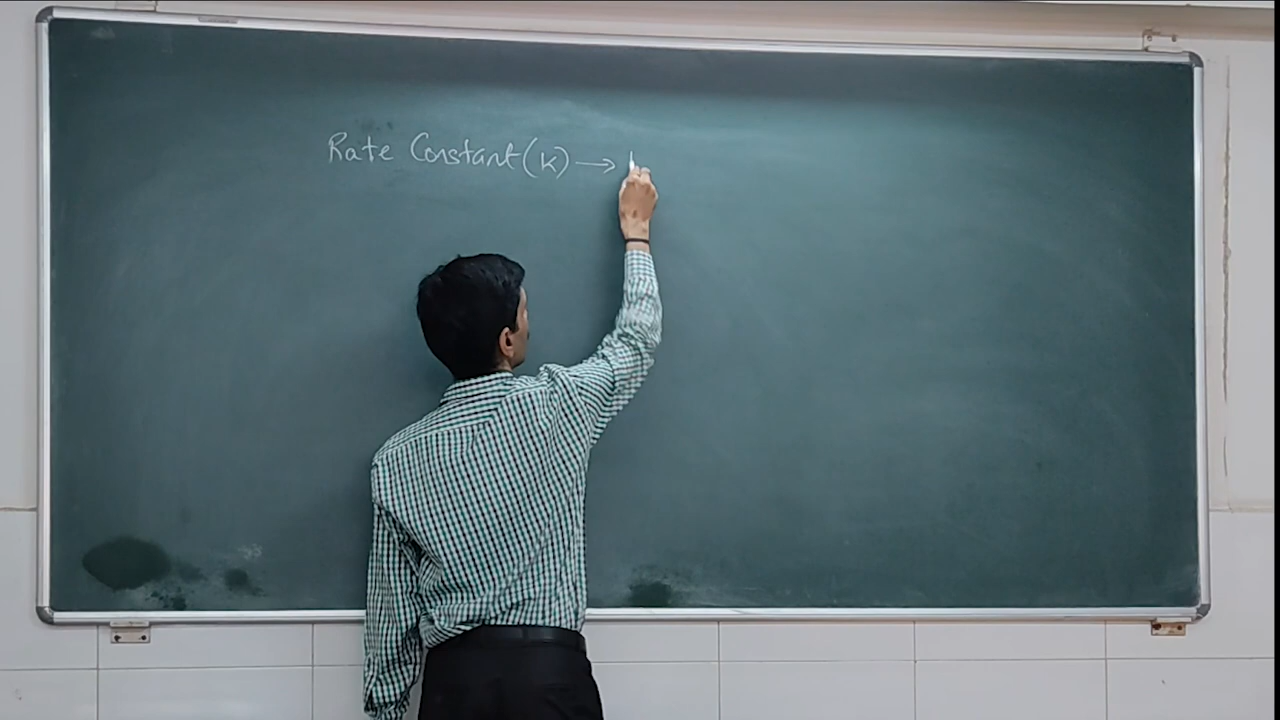 Rate Constant (K) →